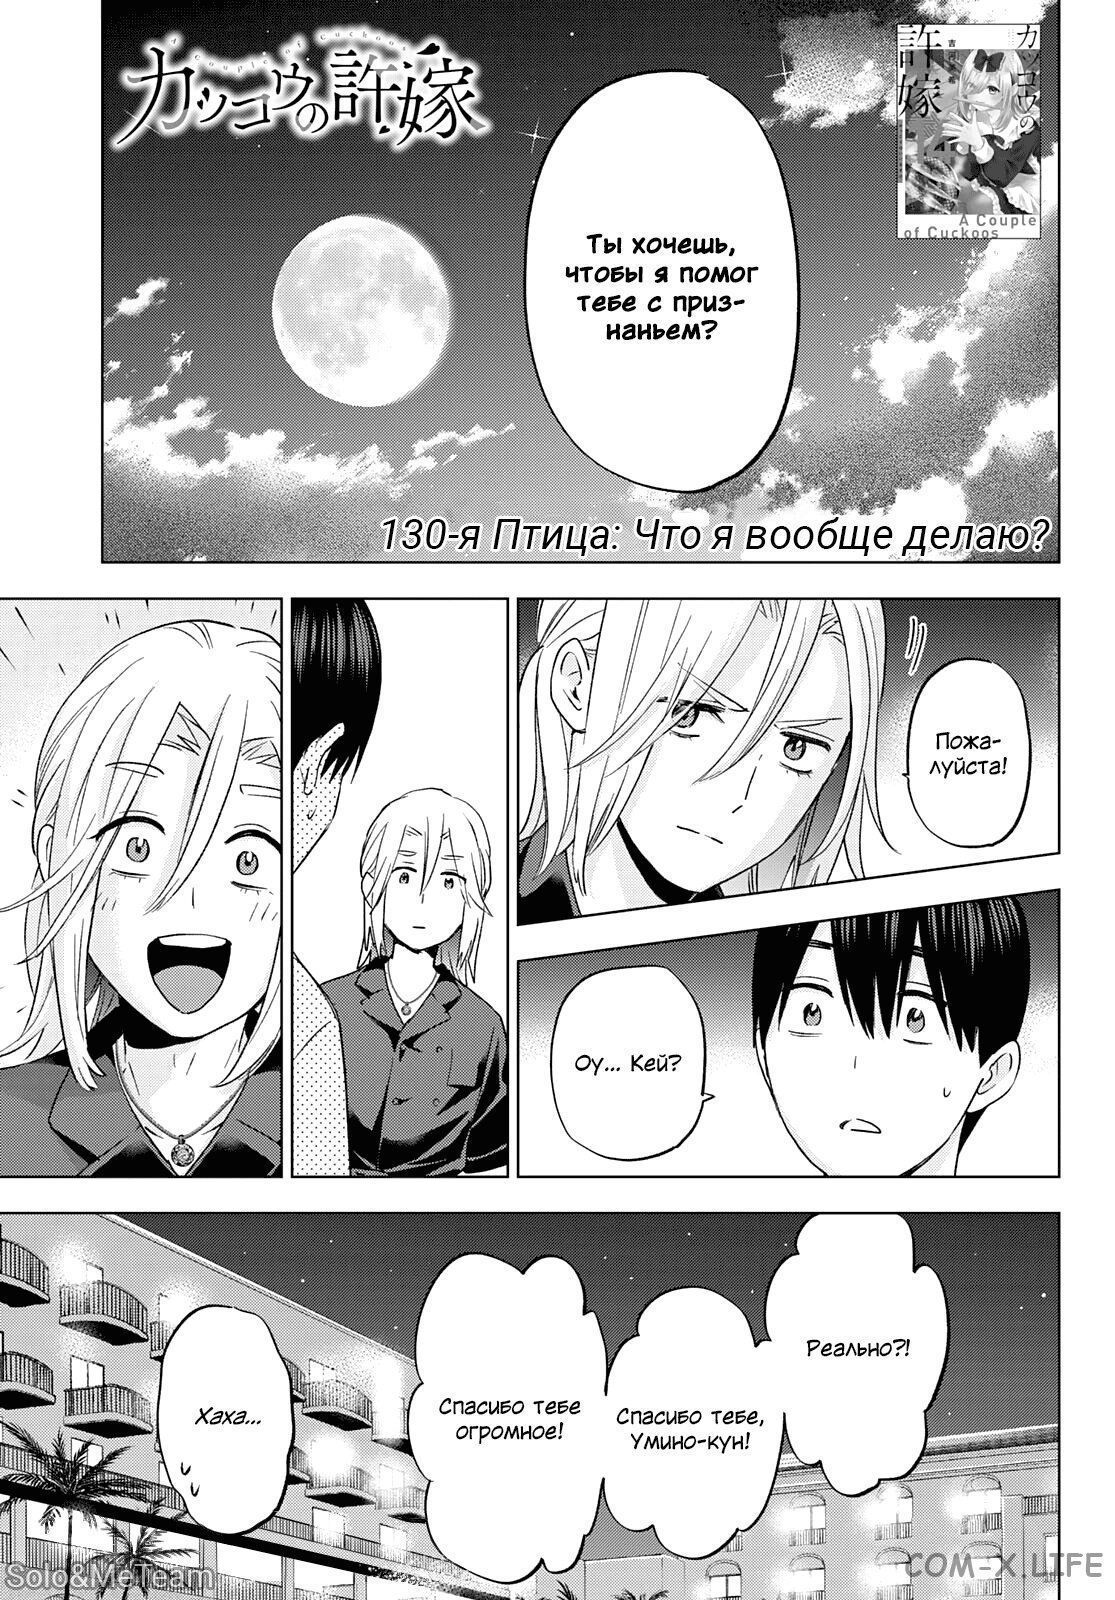 A Couple of Cuckoos
カッコウの許嫁
カッコウの
許嫁
14
A Couple
of Cuckoos
Ты хочешь,
чтобы я помог
тебе с приз-
наньем?
130-я Птица: Что я вообще делаю?
Пожа-
луйста!
Оу... Кей?
Реально?!
Спасибо тебе,
Умино-кун!
Спасибо тебе
огромное!
Хаха...
Solo&MeTeam
COM-X.LIFE